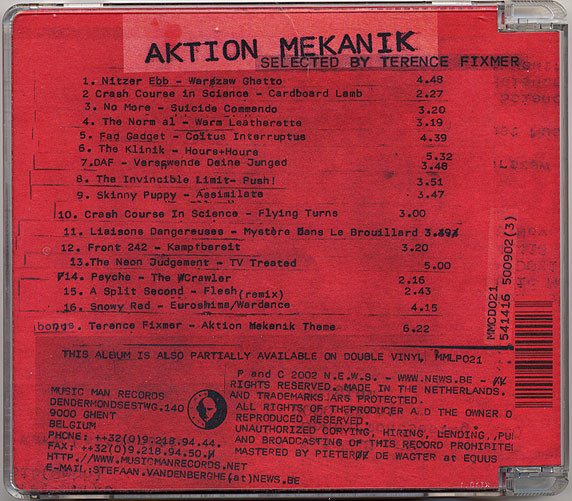 AKTION MEKANIK
SELECTED BY TERENCE FIXMER
1. Nitzer Ebb - Warszaw Ghetto 4.48
2 Crash Course in Science - Cardboard Lamb 2.27
3. No More - Suicide Commando 3.20
4. The Norm al - Warm Leatherette 3.19
5. Fad Gadget - Coitus Interruptus 4.39
6. The Klinik - Hours+Hours 5.32
7.DAF - Verswende Deine Junged 3.48
8. The Invincible Limit- Push! 3.51
9. Skinny Puppy - Assimilate 3.47
10. Crash Course In Science - Flying Turns 3.00
11. Liaisons Dangereuses - Mystère Dans Le Brouillard 3.49
12. Front 242 - Kampfbereit 3.20
13.The Neon Judgement - TV Treated 5.00
14. Psyche - The Crawler 2.16
15. A Split Second - Flesh (remix) 2.43
16. Snowy Red - Euroshima/Wardance 4.15
bonus. Terence Fixmer - Aktion Mekanik Theme 6.22
THIS ALBUM IS ALSO PARTIALLY AVAILABLE ON DOUBLE VINYL MMLP021
MUSIC MAN RECORDS
DENDERMONDSESTWG.140
9000 GHENT
BELGIUM
PHONE: ++32(0)9.218.94.44.
FAX: ++32(0)9.218.94.50.
HTTP://WWW.MUSICMANRECORDS.NET
E-MAIL:STEFAAN.VANDENBERGHE(at)NEWS.BE
P and C 2002 N.E.W.S. - WWW.NEWS.BE -
RIGHTS RESERVED. MADE IN THE NETHERLANDS.
AND TRADEMARKS ARE PROTECTED.
ALL RIGHTS OF THEPRODUCER A.D THE OWNER O
REPRODUCED RESERVED.
UNAUTHORIZED COPYING, HIRING, LENDING, PU
AND BROADCASTING OF THIS RECORD PROHIBITE
MASTERED BY PIETER DE WAGTER at EQUUS
MMCD021
541416 500902(3)